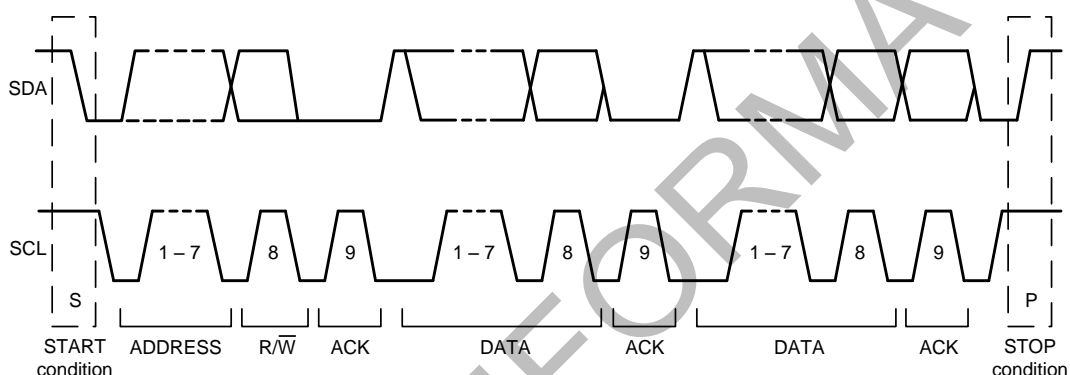 SDA
SCL
1 – 7 8 9 1 – 7 8 9 1 – 7 8 9
S P
START condition ADDRESS R/W̅ ACK DATA ACK DATA ACK STOP condition